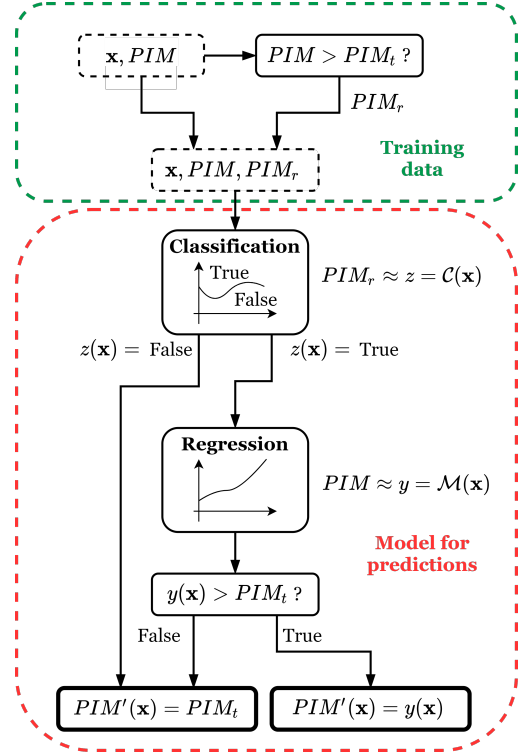 x, PIM
PIM > PIM_t ?
PIM_r
x, PIM, PIM_r
Training
data
Classification
True
False
PIM_r ≈ z = 𝒞(x)
z(x) = False
z(x) = True
Regression
PIM ≈ y = ℳ(x)
Model for
predictions
y(x) > PIM_t ?
False
True
PIM′(x) = PIM_t
PIM′(x) = y(x)